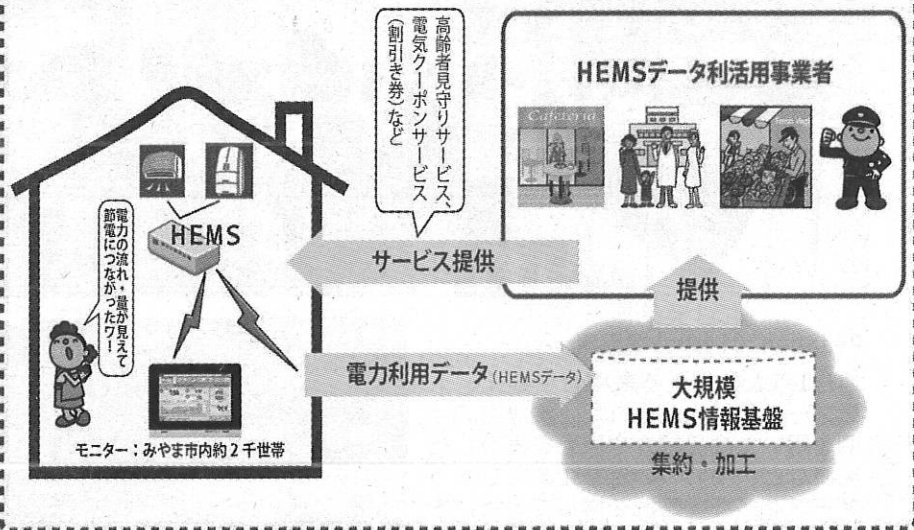 高齢者見守りサービス、
電気クーポンサービス
(割引き券)など
HEMSデータ利活用事業者
Cafeteria
HEMS
電力の流れ・量が見えて
節電につながったワ!
サービス提供
提供
電力利用データ(HEMSデータ)
大規模
HEMS情報基盤
集約・加工
モニター:みやま市内約2千世帯